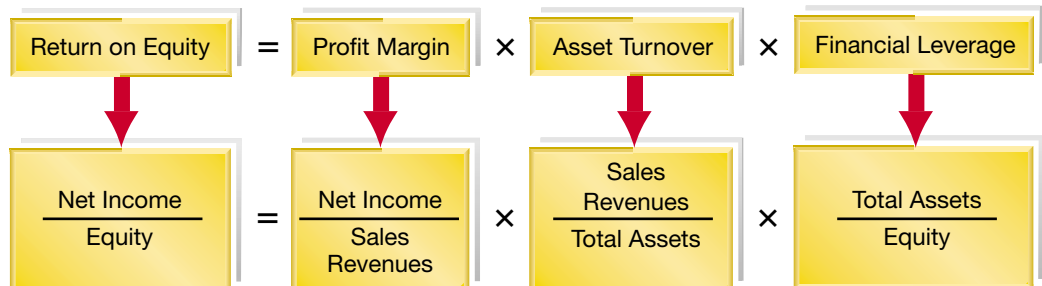 Return on Equity = Profit Margin × Asset Turnover × Financial Leverage
Net Income = Net Income × Sales Revenues × Total Assets
Equity Sales Revenues Total Assets Equity